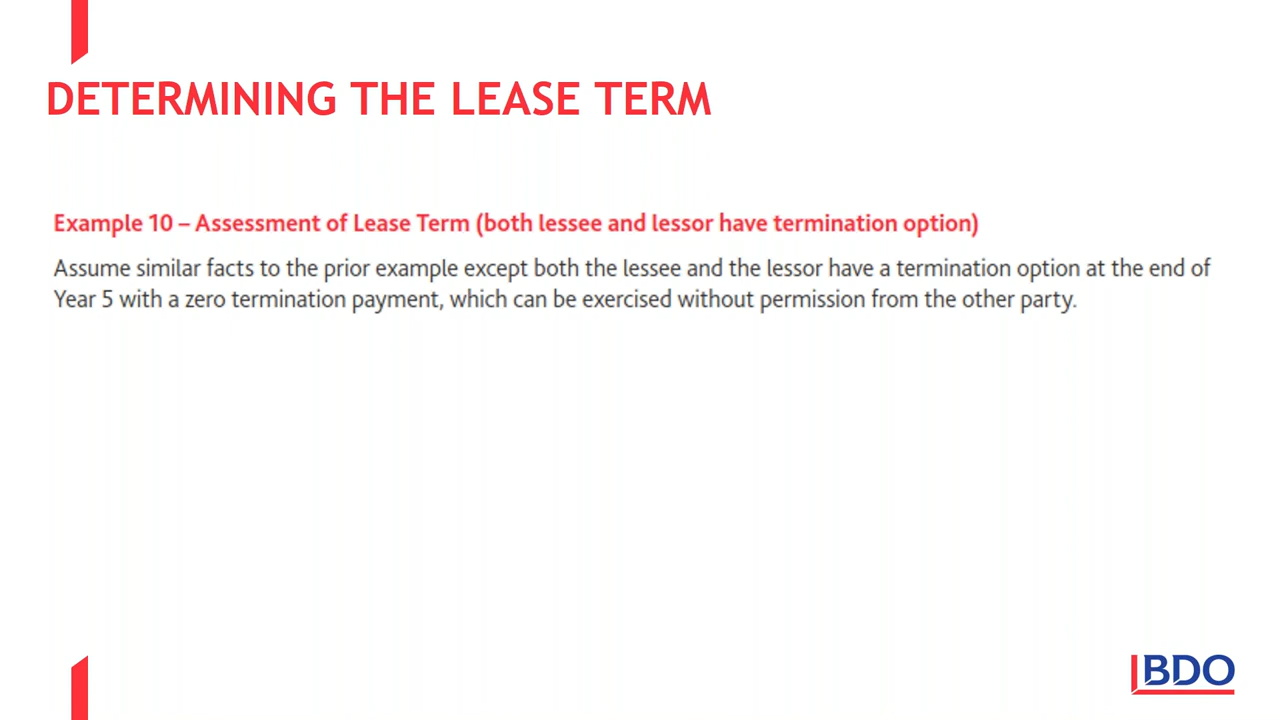 DETERMINING THE LEASE TERM
Example 10 – Assessment of Lease Term (both lessee and lessor have termination option)
Assume similar facts to the prior example except both the lessee and the lessor have a termination option at the end of
Year 5 with a zero termination payment, which can be exercised without permission from the other party.
BDO